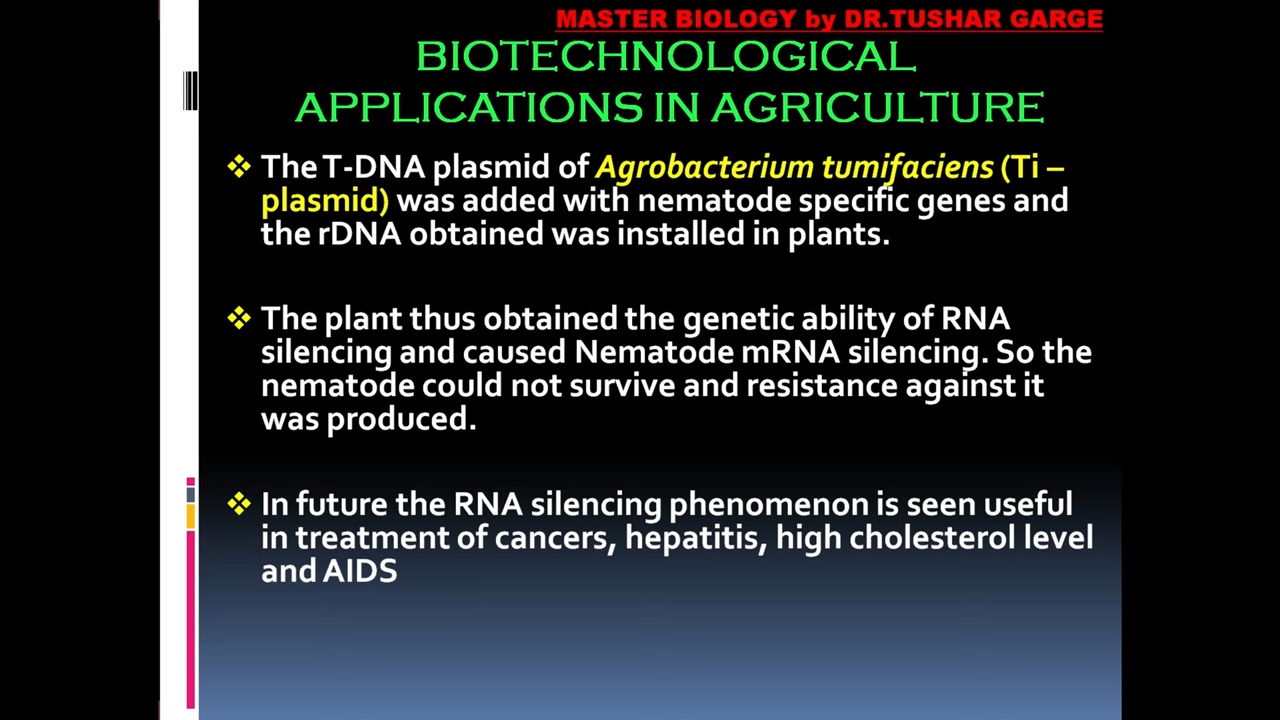 MASTER BIOLOGY by DR.TUSHAR GARGE
BIOTECHNOLOGICAL
APPLICATIONS IN AGRICULTURE
❖ The T-DNA plasmid of Agrobacterium tumifaciens (Ti –
plasmid) was added with nematode specific genes and
the rDNA obtained was installed in plants.
❖ The plant thus obtained the genetic ability of RNA
silencing and caused Nematode mRNA silencing. So the
nematode could not survive and resistance against it
was produced.
❖ In future the RNA silencing phenomenon is seen useful
in treatment of cancers, hepatitis, high cholesterol level
and AIDS